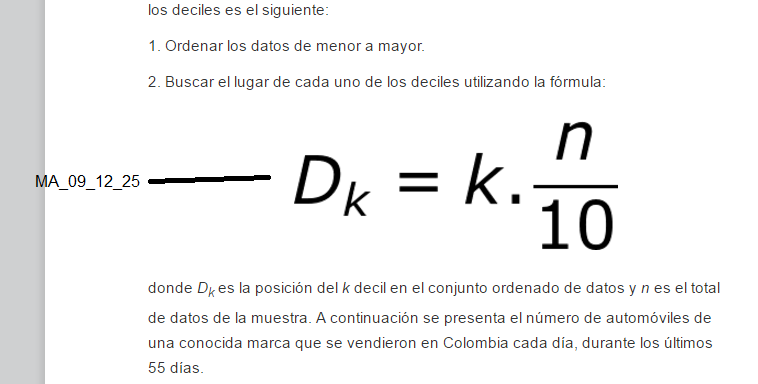 los deciles es el siguiente:
1. Ordenar los datos de menor a mayor.
2. Buscar el lugar de cada uno de los deciles utilizando la fórmula:
MA_09_12_25
D_k = k. n/10
donde D_k es la posición del k decil en el conjunto ordenado de datos y n es el total
de datos de la muestra. A continuación se presenta el número de automóviles de
una conocida marca que se vendieron en Colombia cada día, durante los últimos
55 días.